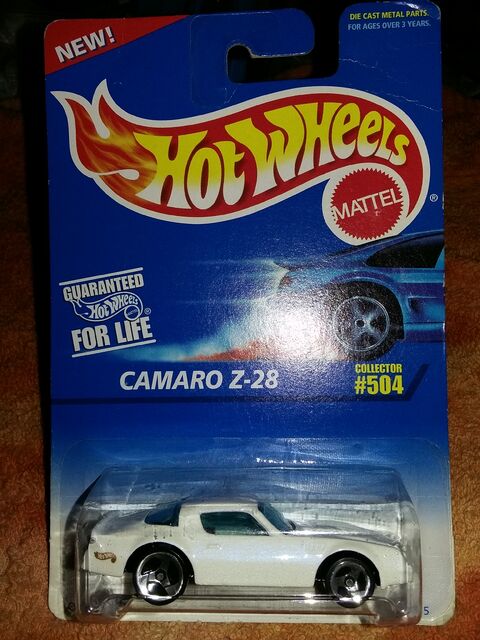 NEW!
DIE CAST METAL PARTS.
FOR AGES OVER 3 YEARS.
HOT WHEELS
®
MATTEL
GUARANTEED
Hot Wheels
FOR LIFE
CAMARO Z-28
COLLECTOR
#504
5